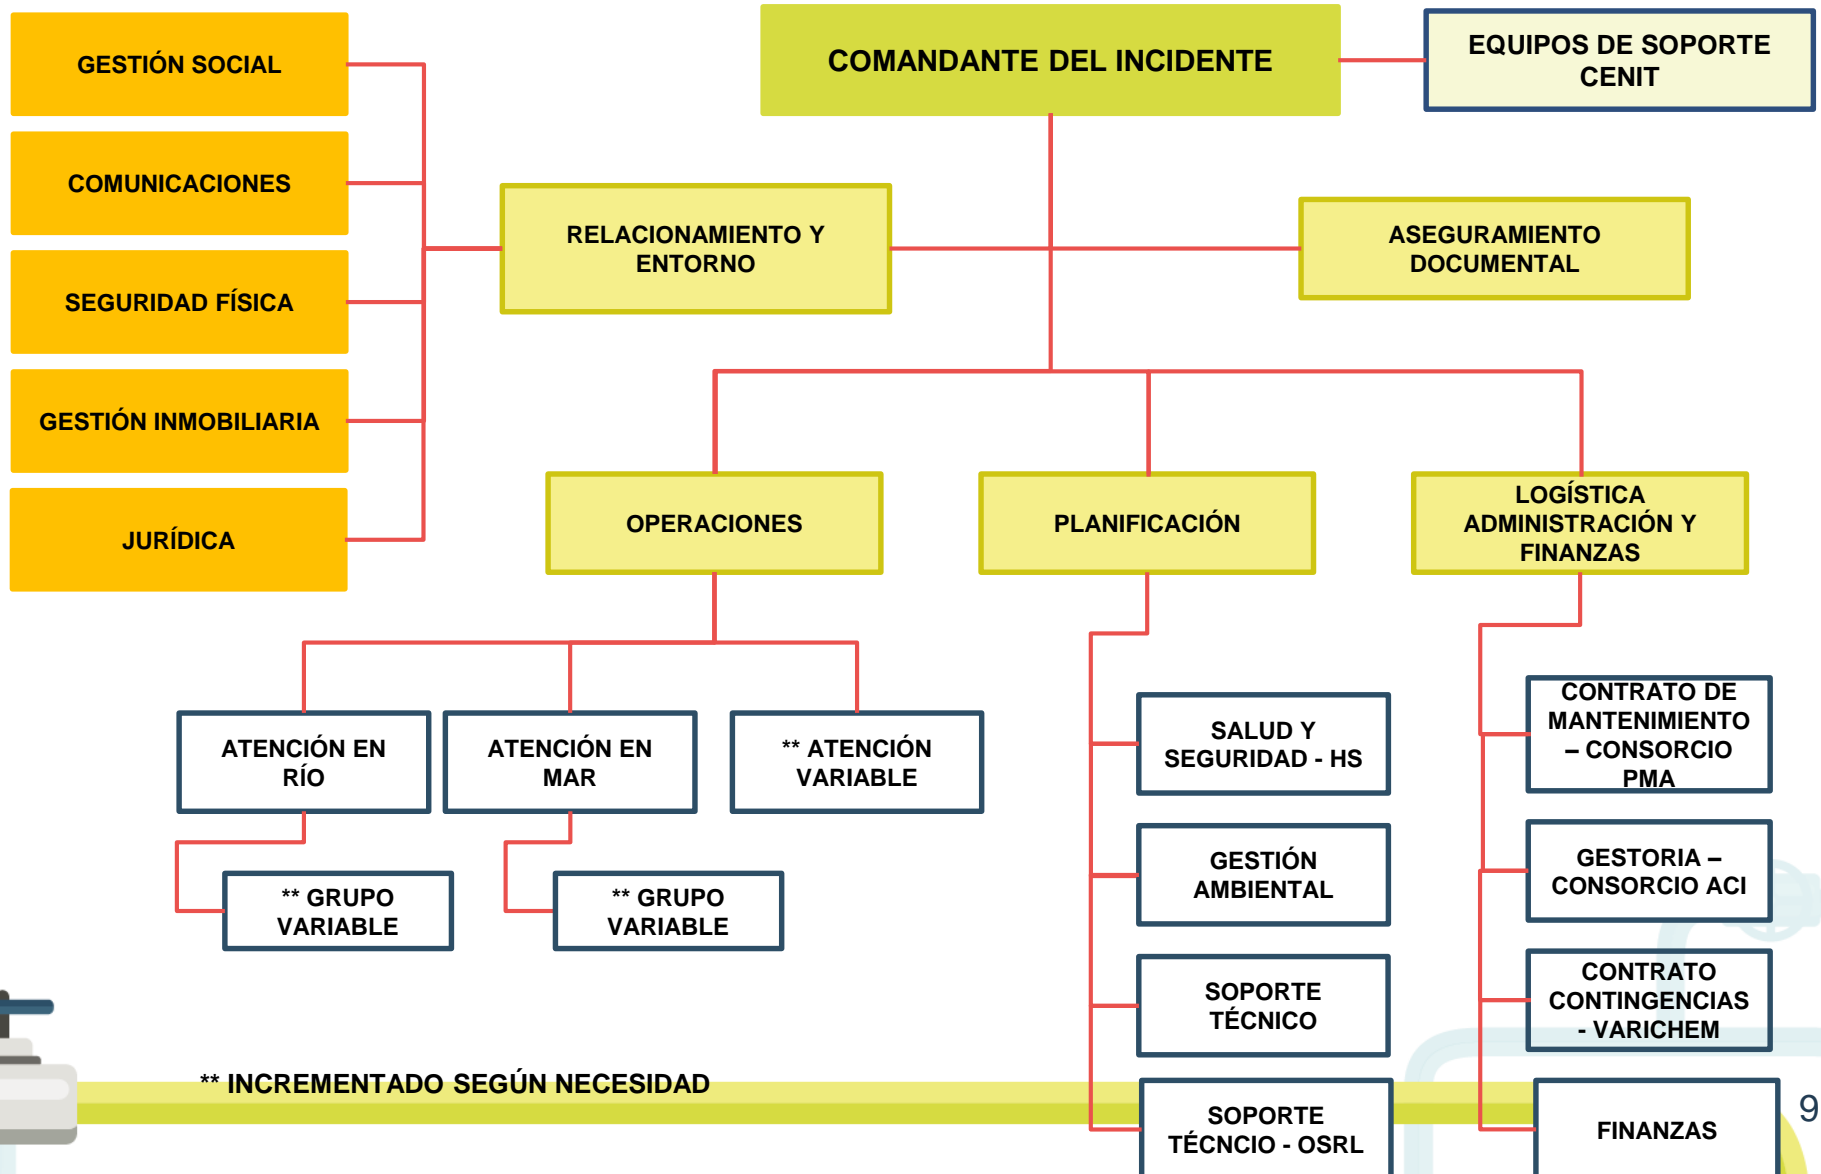 COMANDANTE DEL INCIDENTE
EQUIPOS DE SOPORTE
CENIT
GESTIÓN SOCIAL
COMUNICACIONES
SEGURIDAD FÍSICA
GESTIÓN INMOBILIARIA
JURÍDICA
RELACIONAMIENTO Y
ENTORNO
ASEGURAMIENTO
DOCUMENTAL
OPERACIONES
PLANIFICACIÓN
LOGÍSTICA
ADMINISTRACIÓN Y
FINANZAS
ATENCIÓN EN
RÍO
ATENCIÓN EN
MAR
** ATENCIÓN
VARIABLE
** GRUPO
VARIABLE
** GRUPO
VARIABLE
SALUD Y
SEGURIDAD - HS
GESTIÓN
AMBIENTAL
SOPORTE
TÉCNICO
SOPORTE
TÉCNCIO - OSRL
CONTRATO DE
MANTENIMIENTO
– CONSORCIO
PMA
GESTORIA –
CONSORCIO ACI
CONTRATO
CONTINGENCIAS
- VARICHEM
FINANZAS
** INCREMENTADO SEGÚN NECESIDAD
9